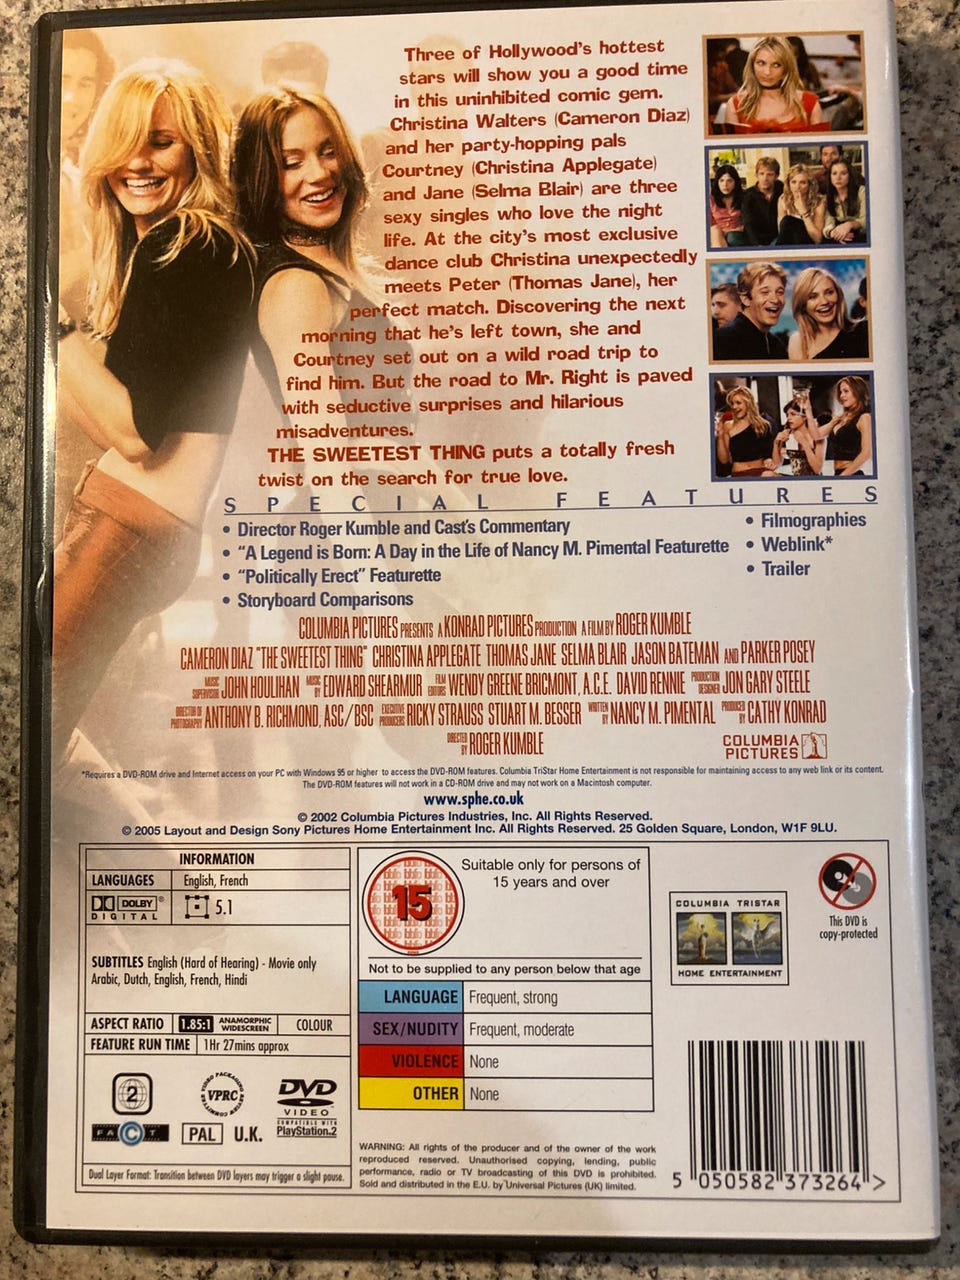 Three of Hollywood's hottest
stars will show you a good time
in this uninhibited comic gem.
Christina Walters (Cameron Diaz)
and her party-hopping pals
Courtney (Christina Applegate)
and Jane (Selma Blair) are three
sexy singles who love the night
life. At the city's most exclusive
dance club Christina unexpectedly
meets Peter (Thomas Jane), her
perfect match. Discovering the next
morning that he's left town, she and
Courtney set out on a wild road trip to
find him. But the road to Mr. Right is paved
with seductive surprises and hilarious
misadventures.
THE SWEETEST THING puts a totally fresh
twist on the search for true love.
SPECIAL FEATURES
• Director Roger Kumble and Cast's Commentary
• "A Legend is Born: A Day in the Life of Nancy M. Pimental Featurette
• "Politically Erect" Featurette
• Storyboard Comparisons
• Filmographies
• Weblink*
• Trailer
COLUMBIA PICTURES PRESENTS A KONRAD PICTURES PRODUCTION A FILM BY ROGER KUMBLE
CAMERON DIAZ "THE SWEETEST THING" CHRISTINA APPLEGATE THOMAS JANE SELMA BLAIR JASON BATEMAN AND PARKER POSEY
MUSIC SUPERVISOR JOHN HOULIHAN MUSIC BY EDWARD SHEARMUR FILM EDITORS WENDY GREENE BRICMONT, A.C.E. DAVID RENNIE PRODUCTION DESIGNER JON GARY STEELE
DIRECTOR OF PHOTOGRAPHY ANTHONY B. RICHMOND, ASC/BSC EXECUTIVE PRODUCERS RICKY STRAUSS STUART M. BESSER WRITTEN BY NANCY M. PIMENTAL PRODUCED BY CATHY KONRAD
DIRECTED BY ROGER KUMBLE
COLUMBIA
PICTURES
*Requires a DVD-ROM drive and Internet access on your PC with Windows 95 or higher to access the DVD-ROM features. Columbia TriStar Home Entertainment is not responsible for maintaining access to any web link or its content.
The DVD-ROM features will not work in a CD-ROM drive and may not work on a Macintosh computer.
www.sphe.co.uk
© 2002 Columbia Pictures Industries, Inc. All Rights Reserved.
© 2005 Layout and Design Sony Pictures Home Entertainment Inc. All Rights Reserved. 25 Golden Square, London, W1F 9LU.
INFORMATION
LANGUAGES English, French
DOLBY®
DIGITAL
5.1
SUBTITLES English (Hard of Hearing) - Movie only
Arabic, Dutch, English, French, Hindi
ASPECT RATIO 1.85:1 ANAMORPHIC WIDESCREEN COLOUR
FEATURE RUN TIME 1Hr 27mins approx
2
VIDEO PACKAGING REVIEW COMMITTEE
VPRC
DVD
VIDEO™
COMPATIBLE WITH
PlayStation.2
FACT
PAL U.K.
Dual Layer Format: Transition between DVD layers may trigger a slight pause.
15
Suitable only for persons of
15 years and over
Not to be supplied to any person below that age
LANGUAGE Frequent, strong
SEX/NUDITY Frequent, moderate
VIOLENCE None
OTHER None
WARNING: All rights of the producer and of the owner of the work
reproduced reserved. Unauthorised copying, lending, public
performance, radio or TV broadcasting of this DVD is prohibited.
Sold and distributed in the E.U. by Universal Pictures (UK) limited.
COLUMBIA TRISTAR
HOME ENTERTAINMENT
This DVD is
copy-protected
5 050582 373264 >